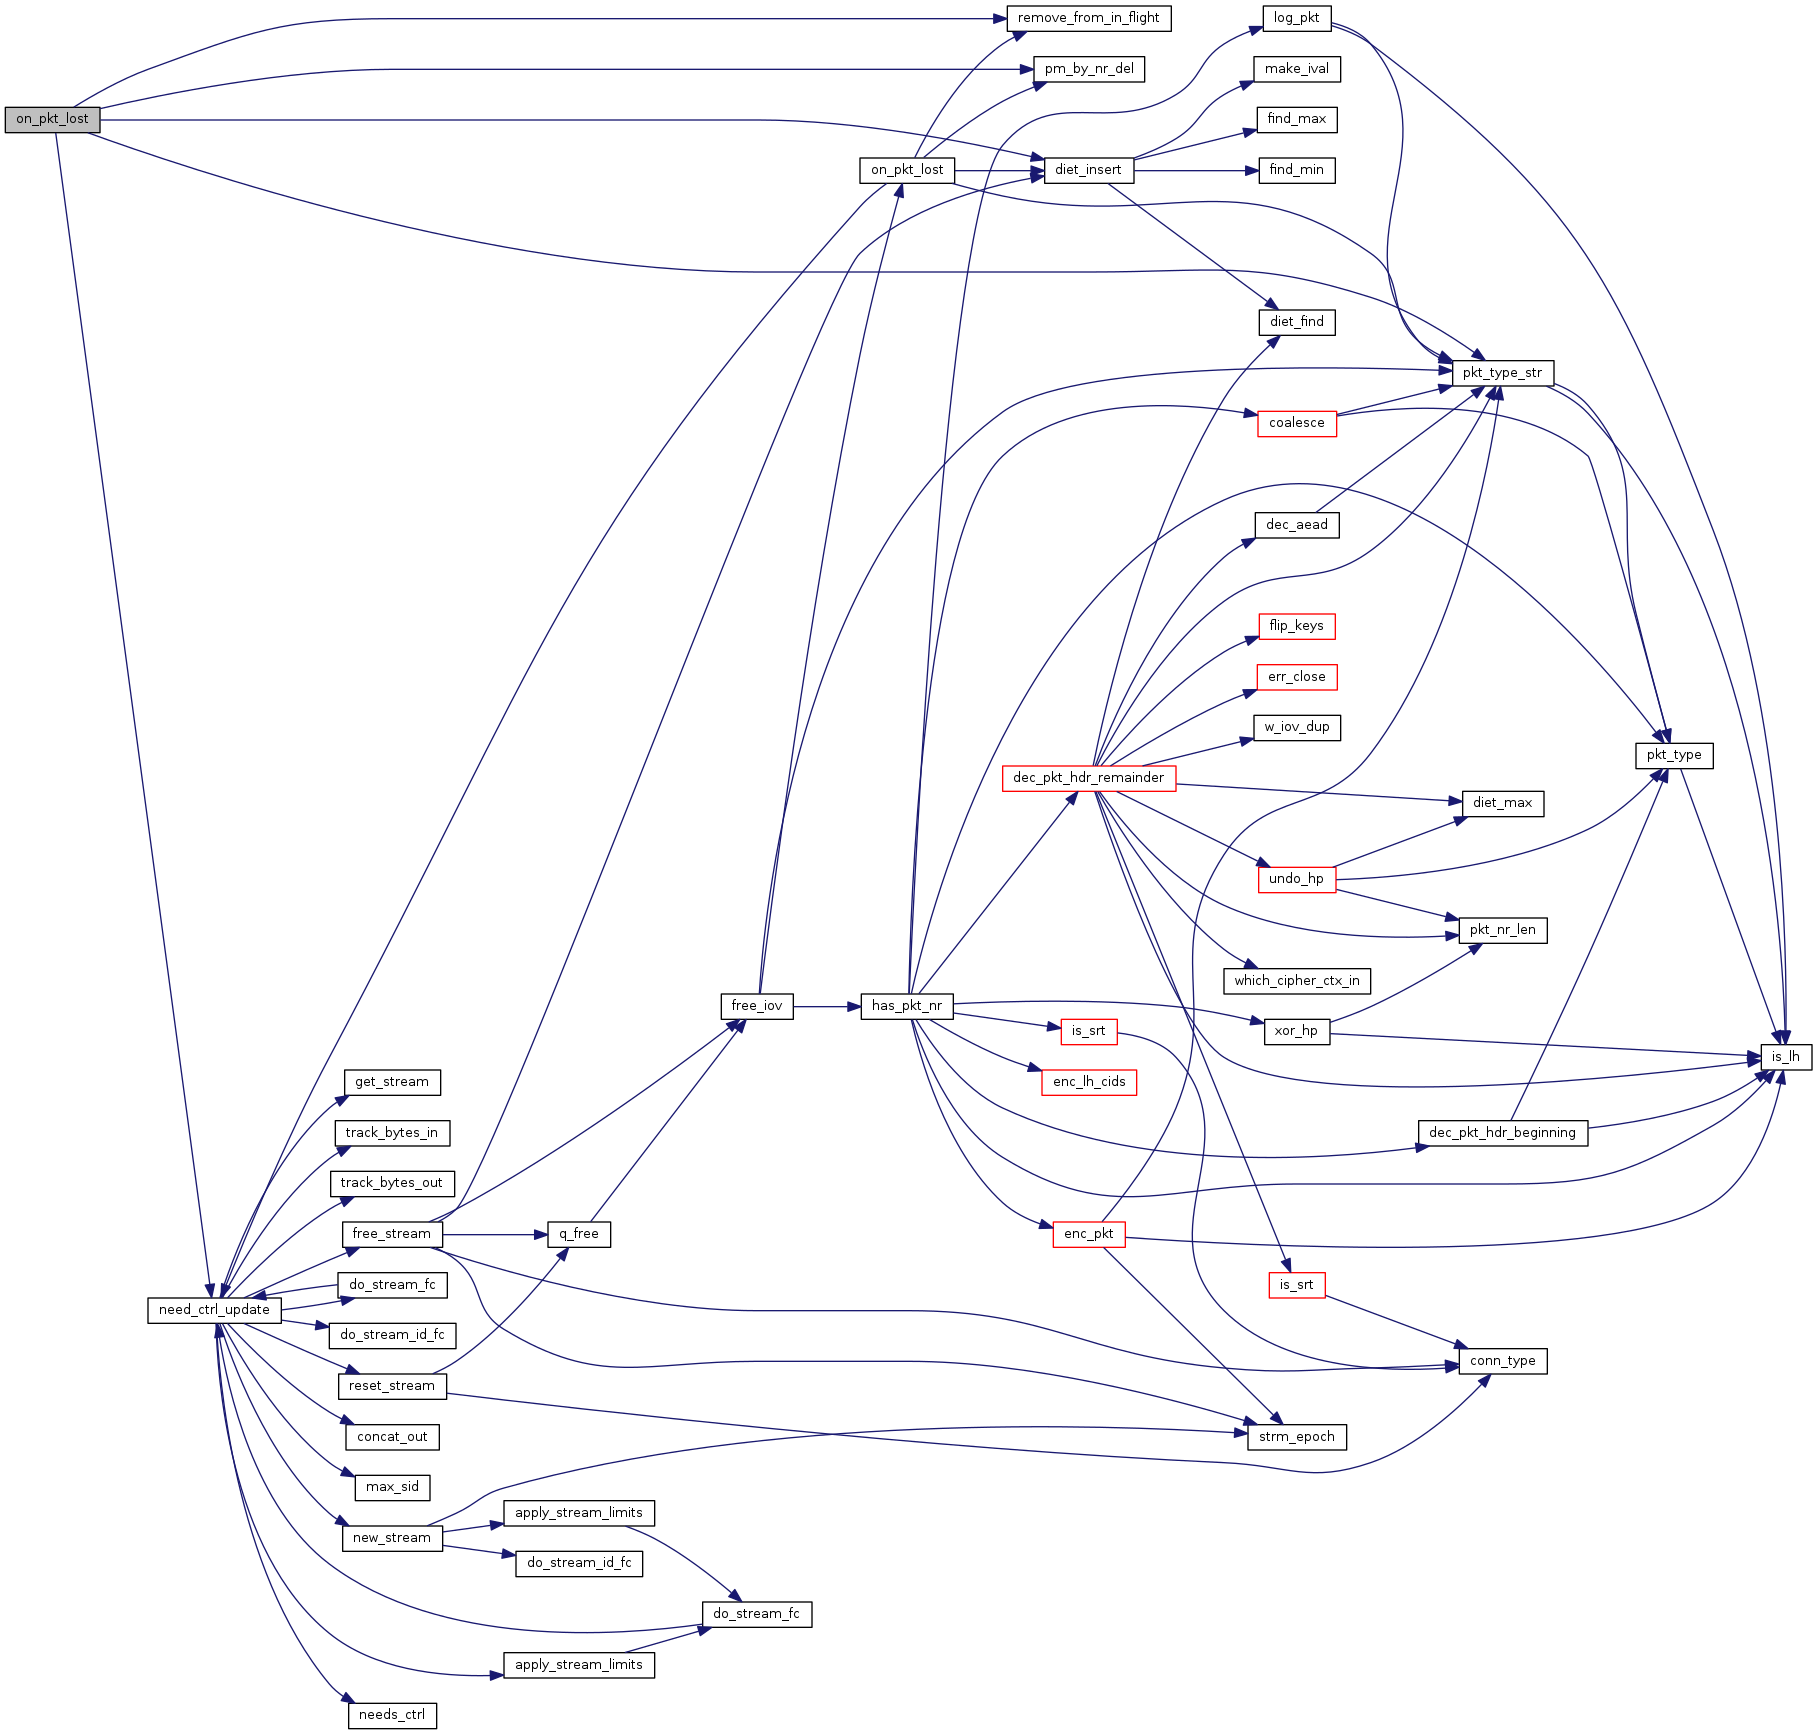 remove_from_in_flight
log_pkt
pm_by_nr_del
make_ival
on_pkt_lost
find_max
on_pkt_lost
diet_insert
find_min
diet_find
pkt_type_str
coalesce
dec_aead
flip_keys
err_close
w_iov_dup
pkt_type
dec_pkt_hdr_remainder
diet_max
undo_hp
pkt_nr_len
which_cipher_ctx_in
free_iov
has_pkt_nr
is_srt
xor_hp
is_lh
get_stream
enc_lh_cids
track_bytes_in
dec_pkt_hdr_beginning
track_bytes_out
free_stream
q_free
enc_pkt
do_stream_fc
is_srt
need_ctrl_update
do_stream_id_fc
conn_type
reset_stream
concat_out
strm_epoch
max_sid
apply_stream_limits
new_stream
do_stream_id_fc
do_stream_fc
apply_stream_limits
needs_ctrl